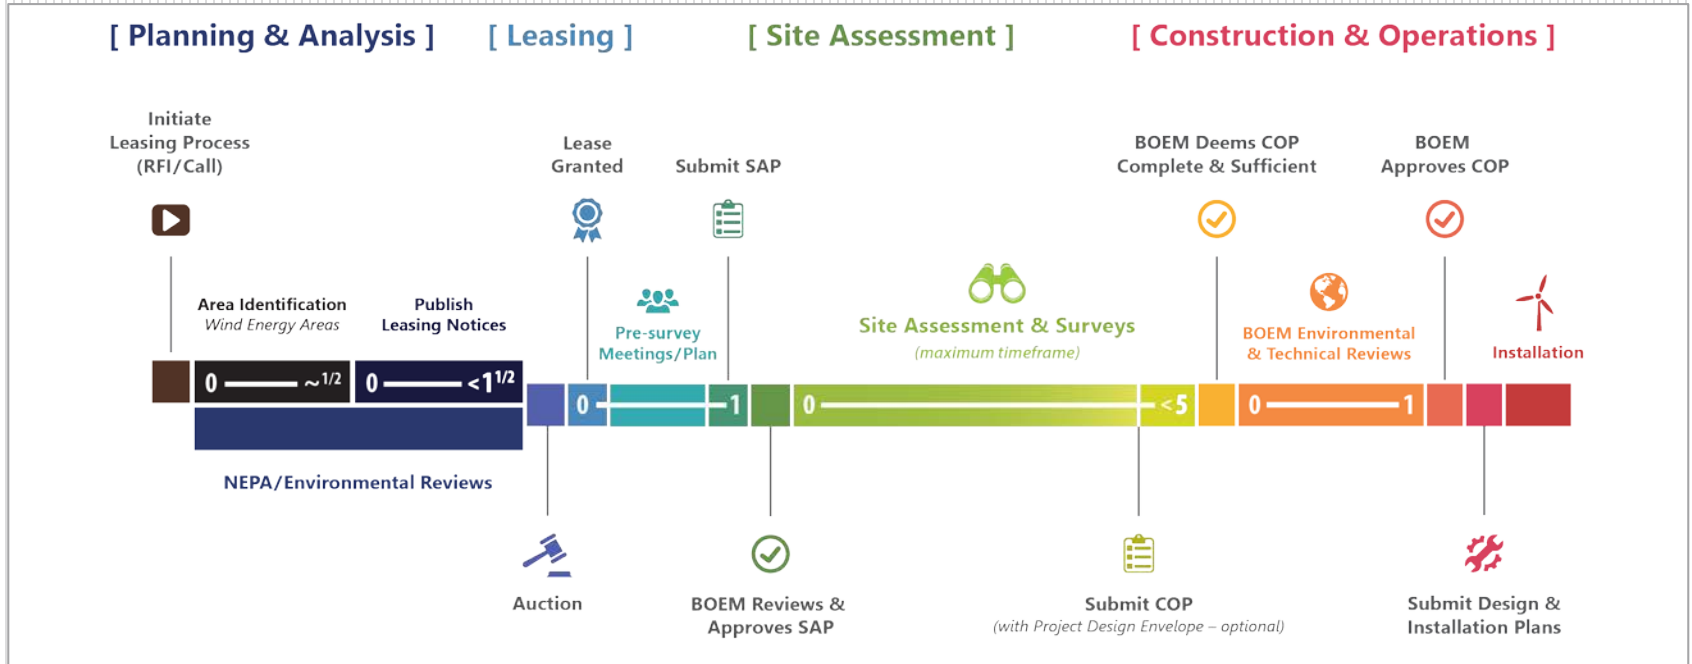 [ Planning & Analysis ]
[ Leasing ]
[ Site Assessment ]
[ Construction & Operations ]
Initiate
Leasing Process
(RFI/Call)
Lease
Granted
Submit SAP
BOEM Deems COP
Complete & Sufficient
BOEM
Approves COP
Area Identification
Wind Energy Areas
Publish
Leasing Notices
Pre-survey
Meetings/Plan
Site Assessment & Surveys
(maximum timeframe)
BOEM Environmental
& Technical Reviews
Installation
0 ~1/2
0 <1 1/2
0 1
0 <5
0 1
NEPA/Environmental Reviews
Auction
BOEM Reviews &
Approves SAP
Submit COP
(with Project Design Envelope – optional)
Submit Design &
Installation Plans